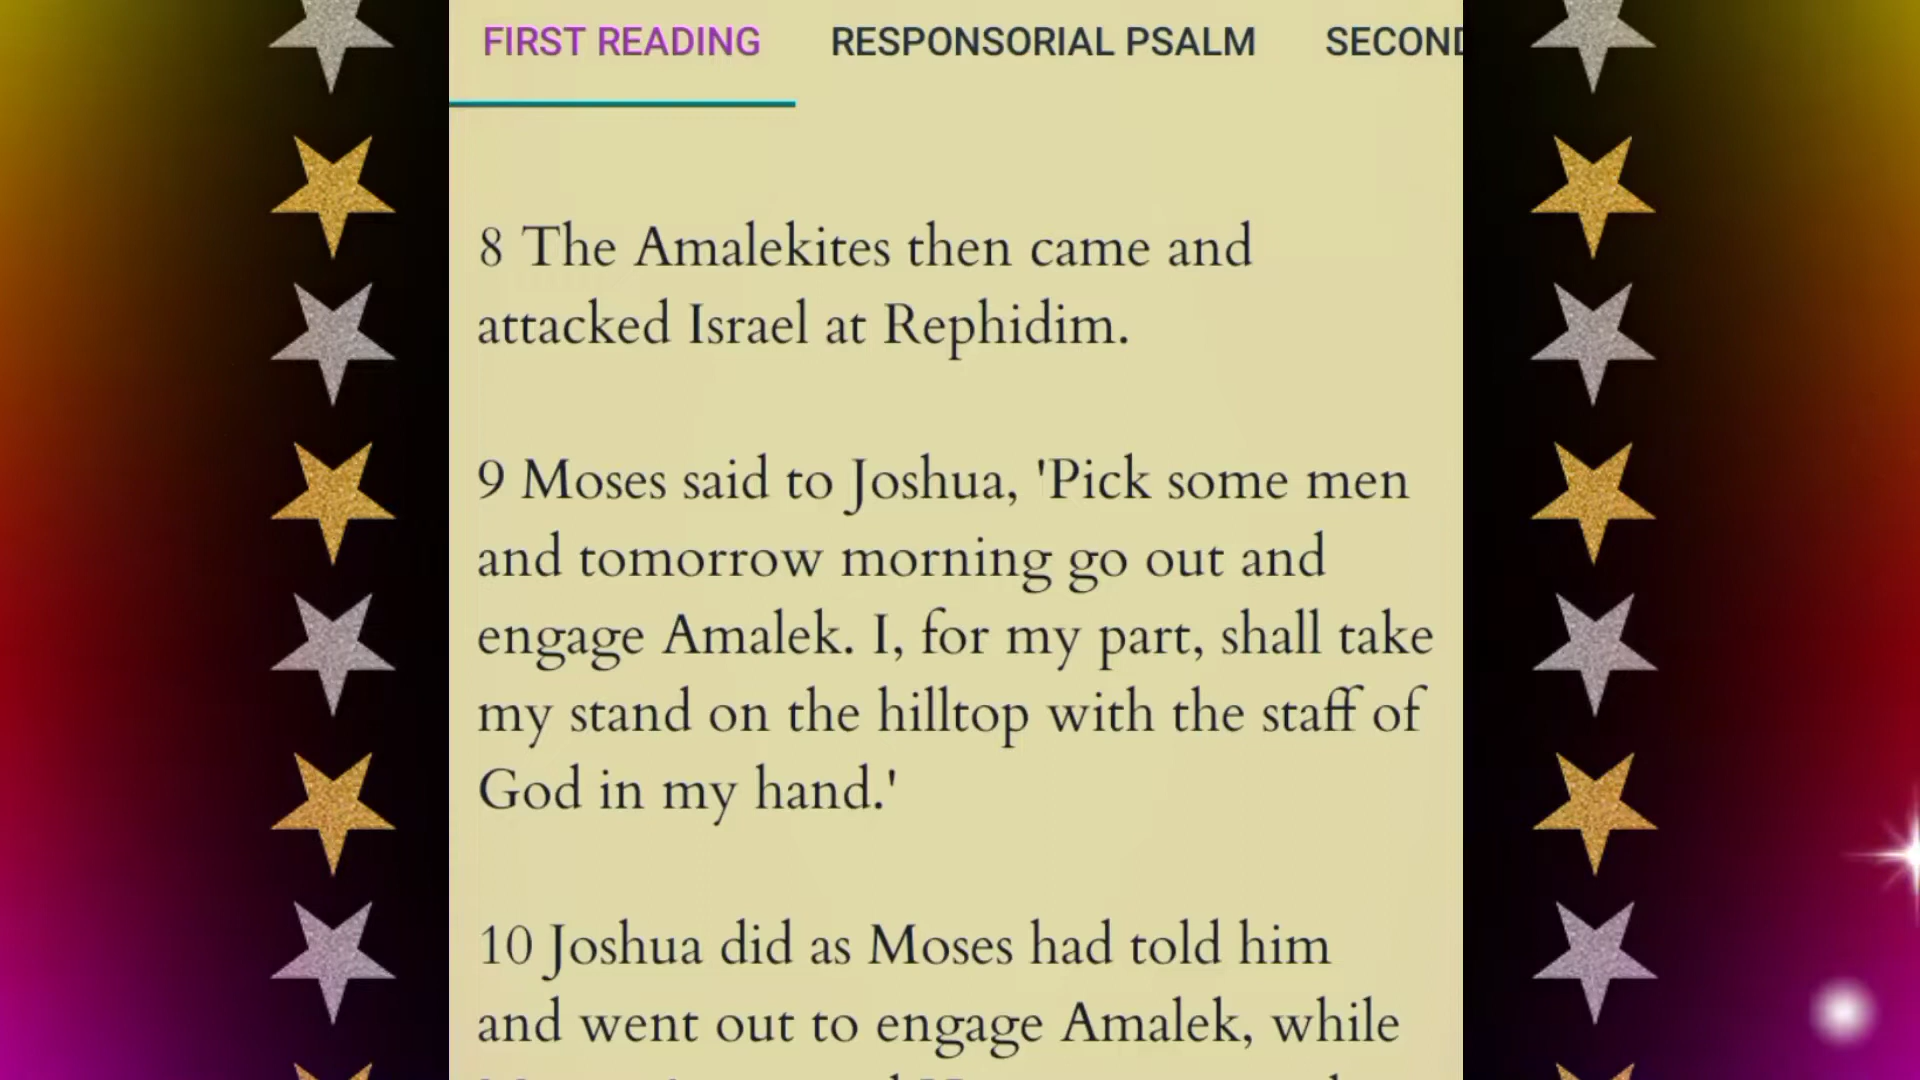 FIRST READING RESPONSORIAL PSALM SECOND
8 The Amalekites then came and
attacked Israel at Rephidim.
9 Moses said to Joshua, 'Pick some men
and tomorrow morning go out and
engage Amalek. I, for my part, shall take
my stand on the hilltop with the staff of
God in my hand.'
10 Joshua did as Moses had told him
and went out to engage Amalek, while